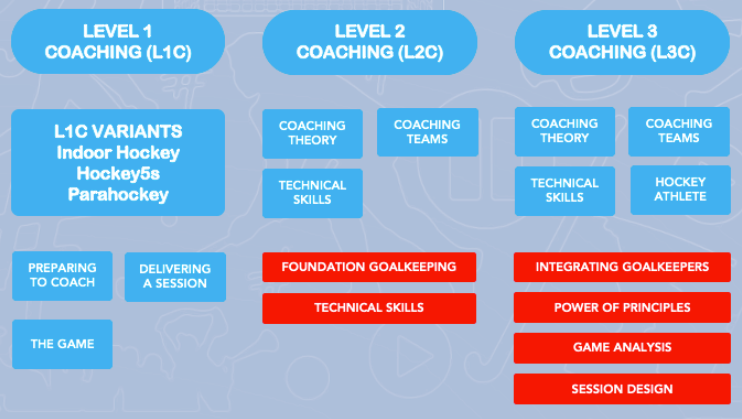 LEVEL 1
COACHING (L1C)
L1C VARIANTS
Indoor Hockey
Hockey5s
Parahockey
PREPARING
TO COACH
DELIVERING
A SESSION
THE GAME
LEVEL 2
COACHING (L2C)
COACHING
THEORY
COACHING
TEAMS
TECHNICAL
SKILLS
FOUNDATION GOALKEEPING
TECHNICAL SKILLS
LEVEL 3
COACHING (L3C)
COACHING
THEORY
COACHING
TEAMS
TECHNICAL
SKILLS
HOCKEY
ATHLETE
INTEGRATING GOALKEEPERS
POWER OF PRINCIPLES
GAME ANALYSIS
SESSION DESIGN